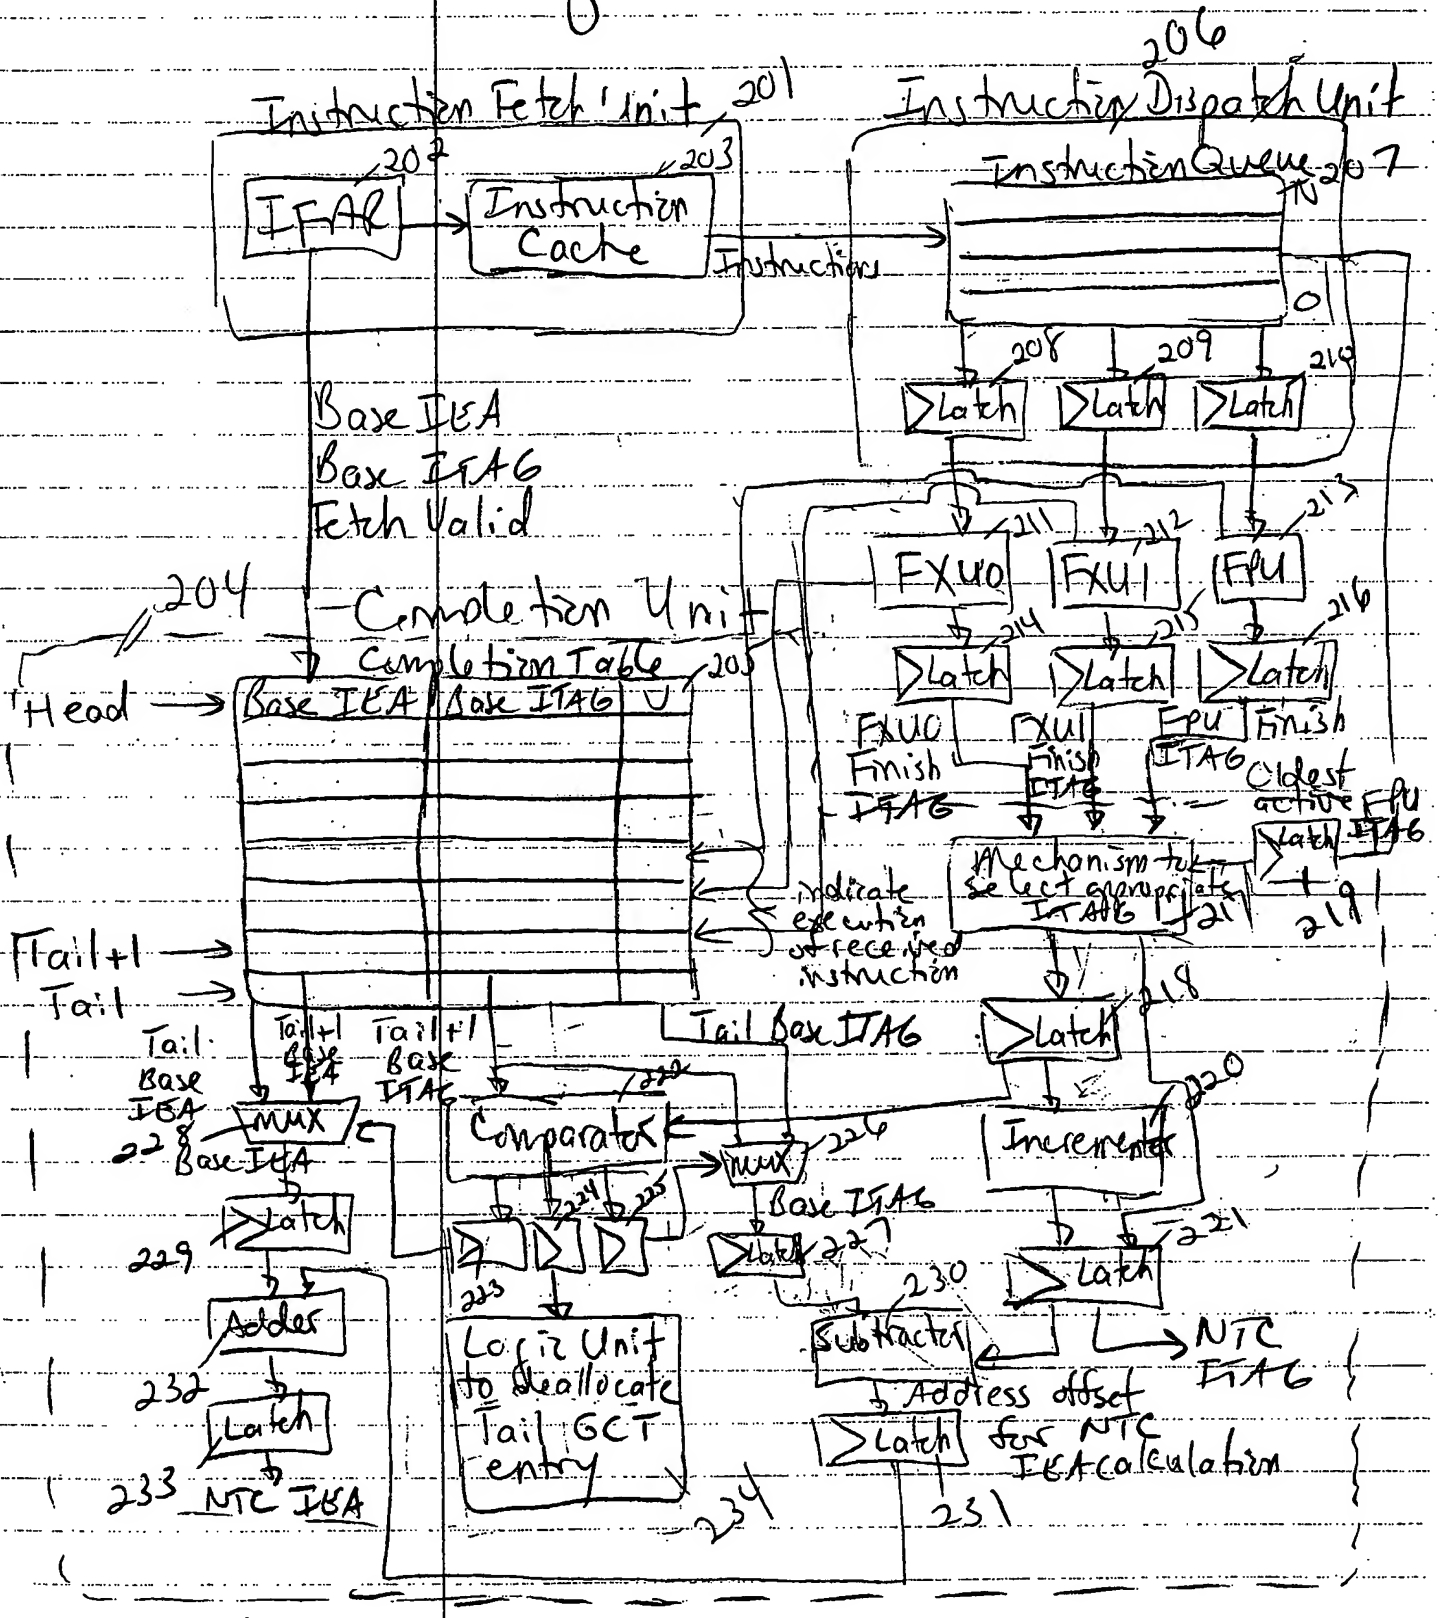 206
Instruction Fetch Unit 201
Instruction Dispatch Unit
202
203
Instruction Queue 207
IFAR
Instruction
Cache
Instructions
N
0
208
209
210
Latch
Latch
Latch
Base IEA
Base ITAG
Fetch Valid
211
212
213
FXU0
FXU1
FPU
204
Completion Unit
214
215
216
Completion Table
205
Latch
Latch
Latch
Head
Base IEA
Base ITAG
V
FXU0
Finish
ITAG
FXU1
Finish
ITAG
FPU
ITAG
Finish
Oldest
active FPU
ITAG
Latch
219
Mechanism to
select appropriate
ITAG
217
indicate
execution
of received
instruction
Tail+1
Tail
218
Latch
Tail
Base
IEA
Tail+1
Base
IEA
Tail+1
Base
ITAG
Tail Base ITAG
222
220
mux
228
Comparator
226
mux
Incrementer
Base IEA
Base ITAG
Latch
229
224
225
223
Latch
227
221
Latch
230
Adder
232
Logic Unit
to deallocate
Tail GCT
entry
234
Subtractor
NTC
ITAG
Latch
233
NTC IEA
Address offset
for NTC
IEA calculation
Latch
231